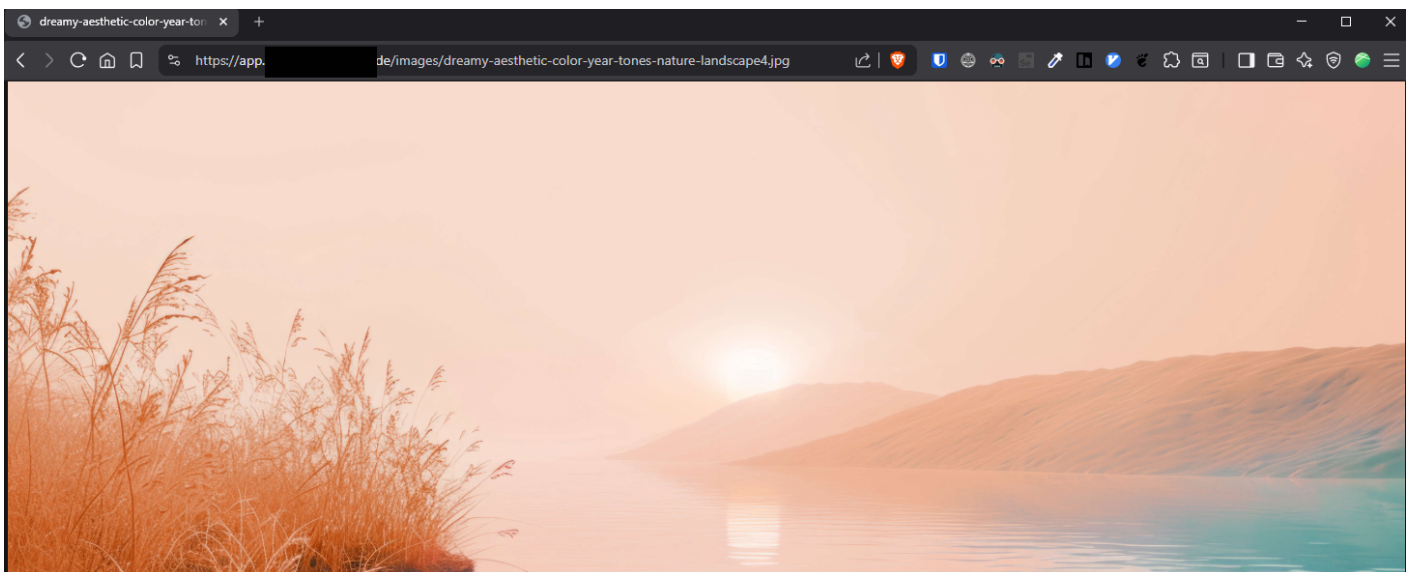 dreamy-aesthetic-color-year-ton
https://app.
de/images/dreamy-aesthetic-color-year-tones-nature-landscape4.jpg